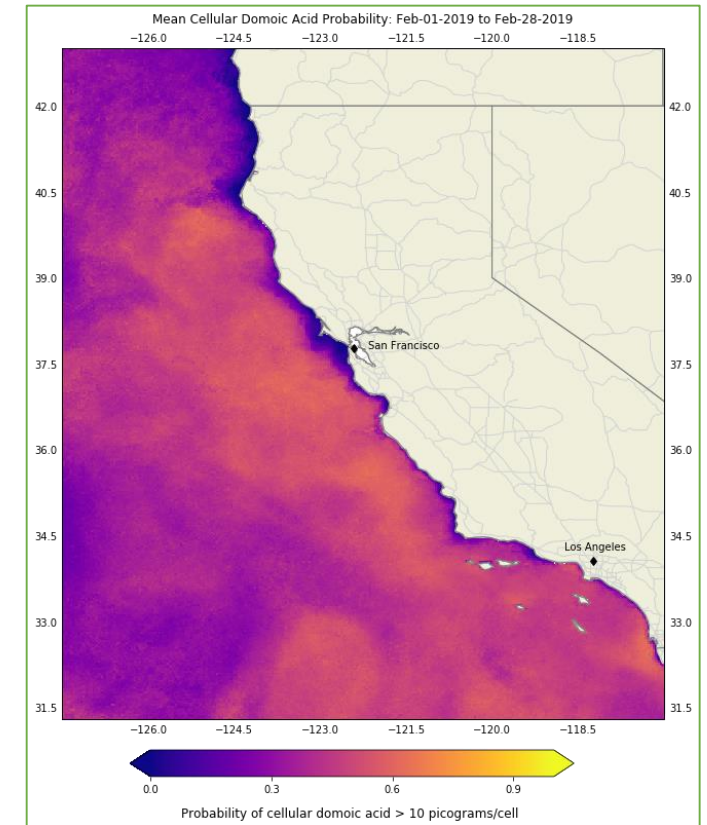 Mean Cellular Domoic Acid Probability: Feb-01-2019 to Feb-28-2019
−126.0 −124.5 −123.0 −121.5 −120.0 −118.5
42.0 42.0
40.5 40.5
39.0 39.0
San Francisco
37.5 37.5
36.0 36.0
34.5 34.5
Los Angeles
33.0 33.0
31.5 31.5
−126.0 −124.5 −123.0 −121.5 −120.0 −118.5
0.0 0.3 0.6 0.9
Probability of cellular domoic acid > 10 picograms/cell